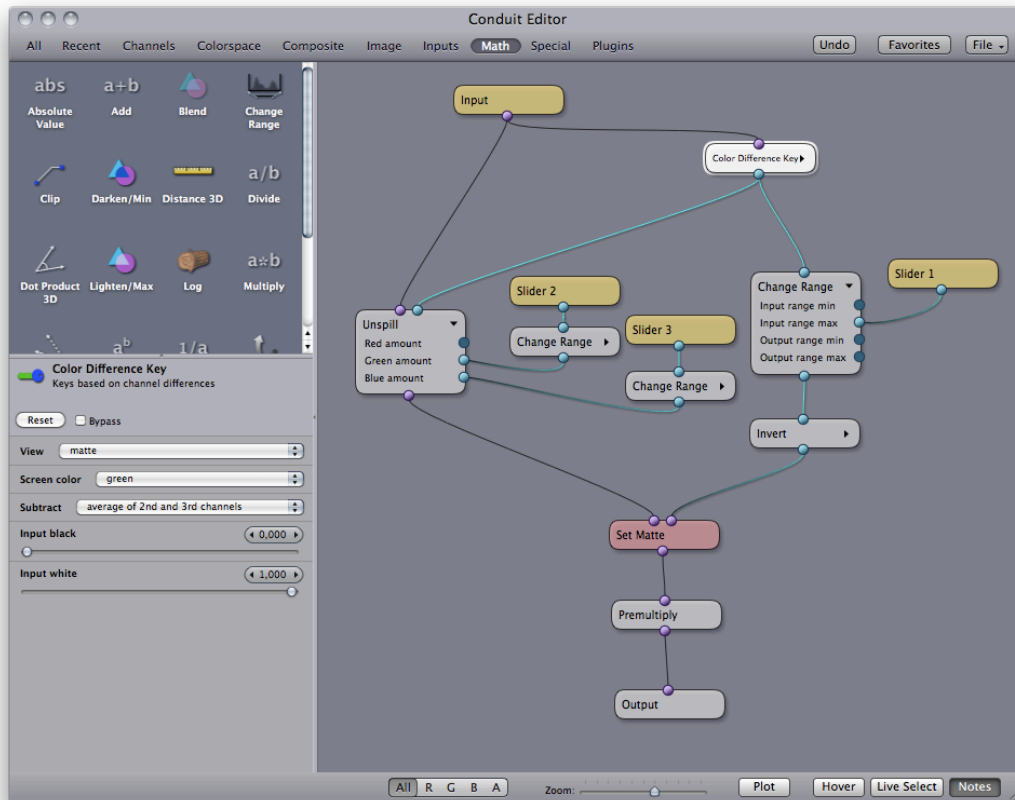 Conduit Editor
All Recent Channels Colorspace Composite Image Inputs Math Special Plugins Undo Favorites File
abs a+b
Absolute Value Add Blend Change Range
a/b
Clip Darken/Min Distance 3D Divide
a*b
Dot Product 3D Lighten/Max Log Multiply
a^b 1/a
Color Difference Key
Keys based on channel differences
Reset Bypass
View matte
Screen color green
Subtract average of 2nd and 3rd channels
Input black 0,000
Input white 1,000
Input
Color Difference Key
Slider 2
Slider 1
Change Range
Input range min
Input range max
Output range min
Output range max
Unspill
Red amount
Green amount
Blue amount
Change Range
Slider 3
Change Range
Invert
Set Matte
Premultiply
Output
All R G B A Zoom: Plot Hover Live Select Notes